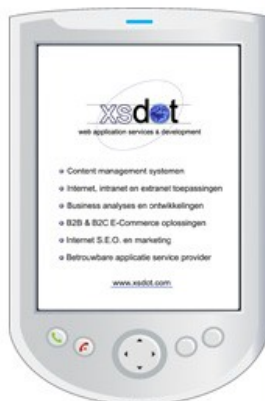 xsdot
web application services & development
Content management systemen
Internet, intranet en extranet toepassingen
Business analyses en ontwikkelingen
B2B & B2C E-Commerce oplossingen
Internet S.E.O. en marketing
Betrouwbare applicatie service provider
www.xsdot.com